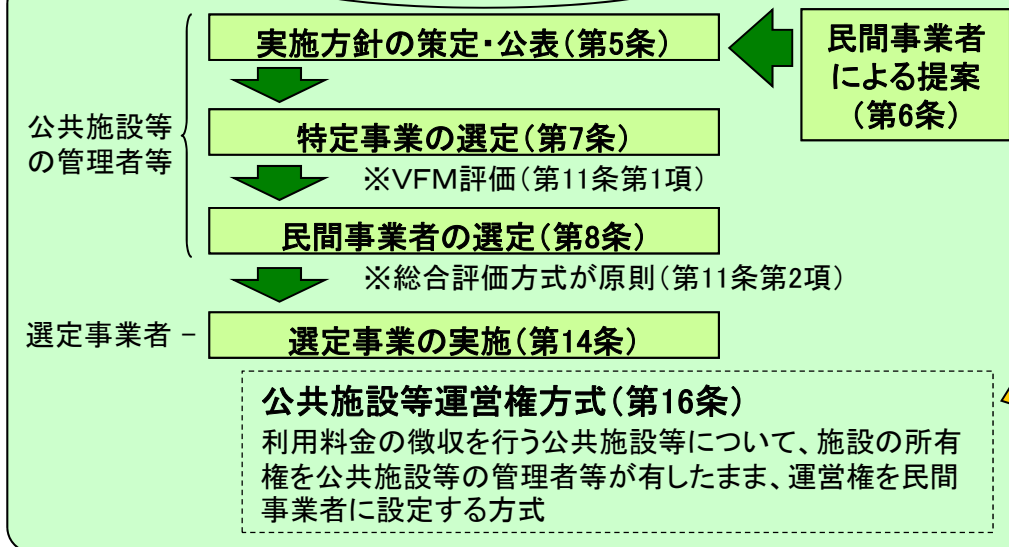 実施方針の策定・公表(第5条)
民間事業者
による提案
(第6条)
公共施設等
の管理者等
特定事業の選定(第7条)
※VFM評価(第11条第1項)
民間事業者の選定(第8条)
※総合評価方式が原則(第11条第2項)
選定事業者
選定事業の実施(第14条)
公共施設等運営権方式(第16条)
利用料金の徴収を行う公共施設等について、施設の所有
権を公共施設等の管理者等が有したまま、運営権を民間
事業者に設定する方式